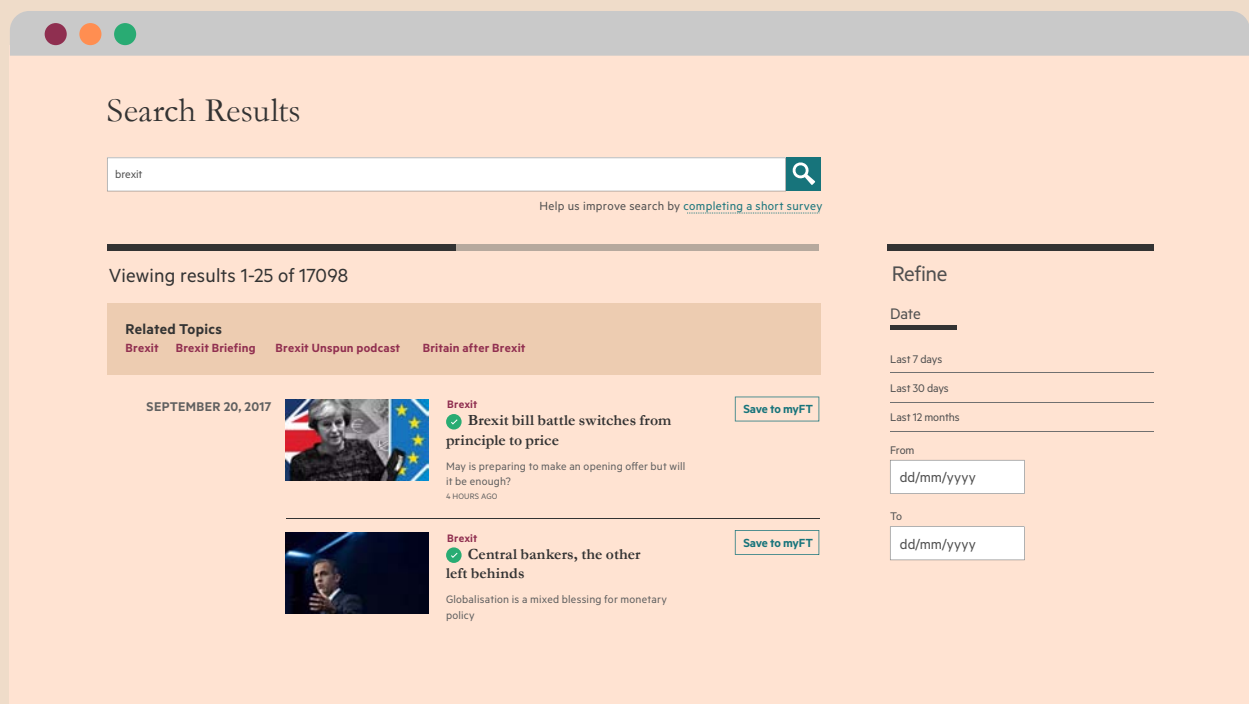 Search Results
brexit
Help us improve search by completing a short survey
Viewing results 1-25 of 17098
Related Topics
Brexit Brexit Briefing Brexit Unspun podcast Britain after Brexit
SEPTEMBER 20, 2017
Brexit
Brexit bill battle switches from
principle to price
May is preparing to make an opening offer but will
it be enough?
4 HOURS AGO
Save to myFT
Brexit
Central bankers, the other
left behinds
Globalisation is a mixed blessing for monetary
policy
Save to myFT
Refine
Date
Last 7 days
Last 30 days
Last 12 months
From
dd/mm/yyyy
To
dd/mm/yyyy